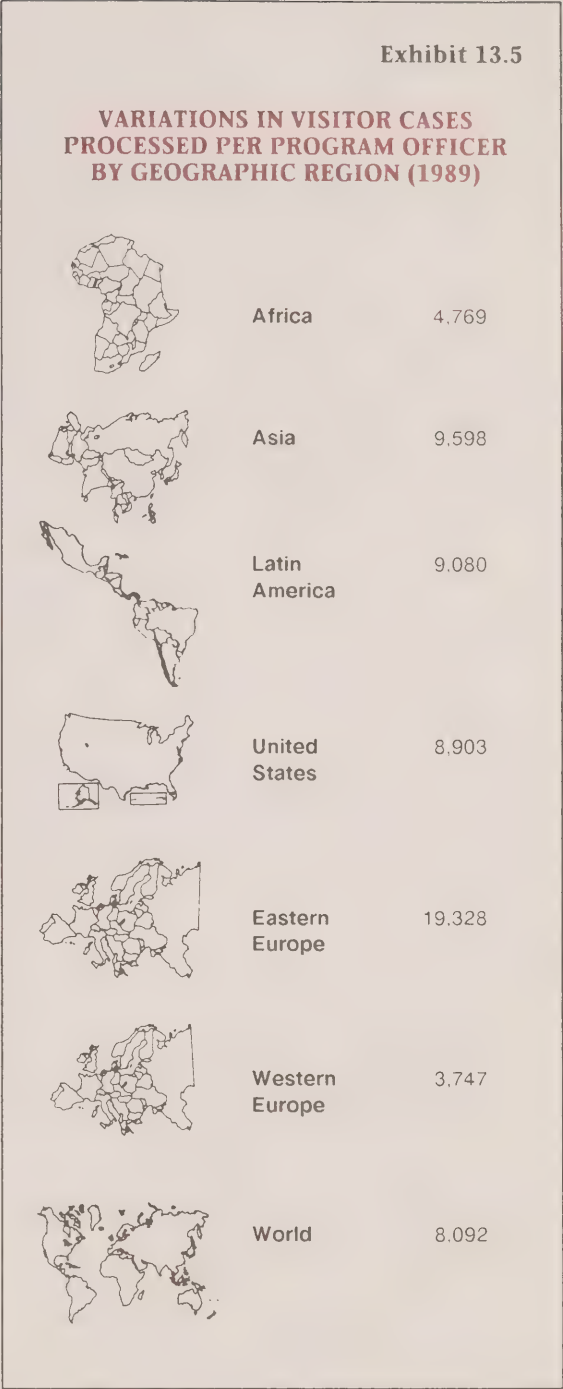 Exhibit 13.5
VARIATIONS IN VISITOR CASES
PROCESSED PER PROGRAM OFFICER
BY GEOGRAPHIC REGION (1989)
Africa 4,769
Asia 9,598
Latin 9,080
America
United 8,903
States
Eastern 19,328
Europe
Western 3,747
Europe
World 8,092